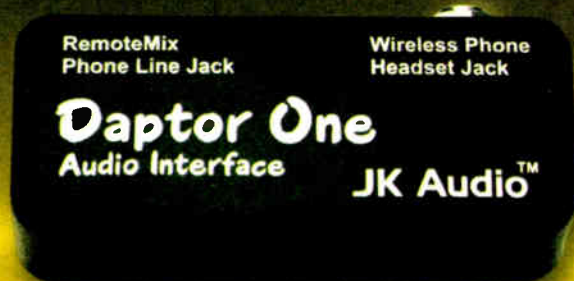 RemoteMix
Phone Line Jack
Wireless Phone
Headset Jack
Daptor One
Audio Interface
JK Audio™